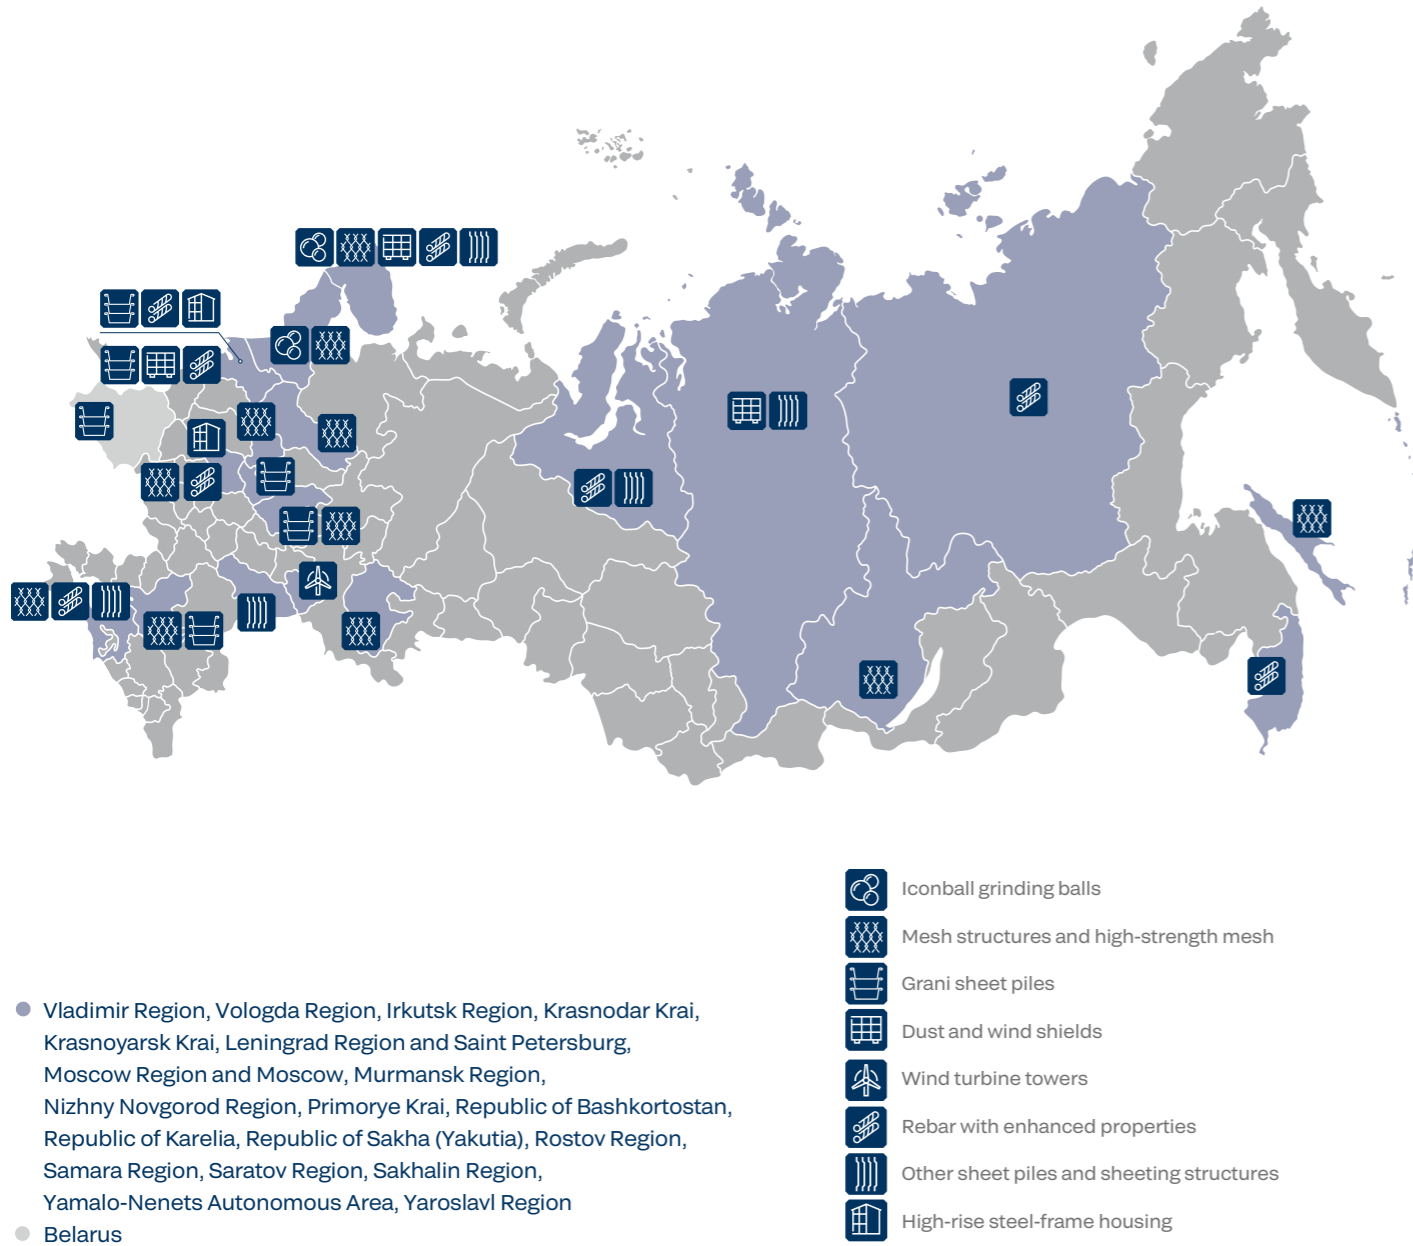 Vladimir Region, Vologda Region, Irkutsk Region, Krasnodar Krai,
Krasnoyarsk Krai, Leningrad Region and Saint Petersburg,
Moscow Region and Moscow, Murmansk Region,
Nizhny Novgorod Region, Primorye Krai, Republic of Bashkortostan,
Republic of Karelia, Republic of Sakha (Yakutia), Rostov Region,
Samara Region, Saratov Region, Sakhalin Region,
Yamalo-Nenets Autonomous Area, Yaroslavl Region
Belarus
Iconball grinding balls
Mesh structures and high-strength mesh
Grani sheet piles
Dust and wind shields
Wind turbine towers
Rebar with enhanced properties
Other sheet piles and sheeting structures
High-rise steel-frame housing